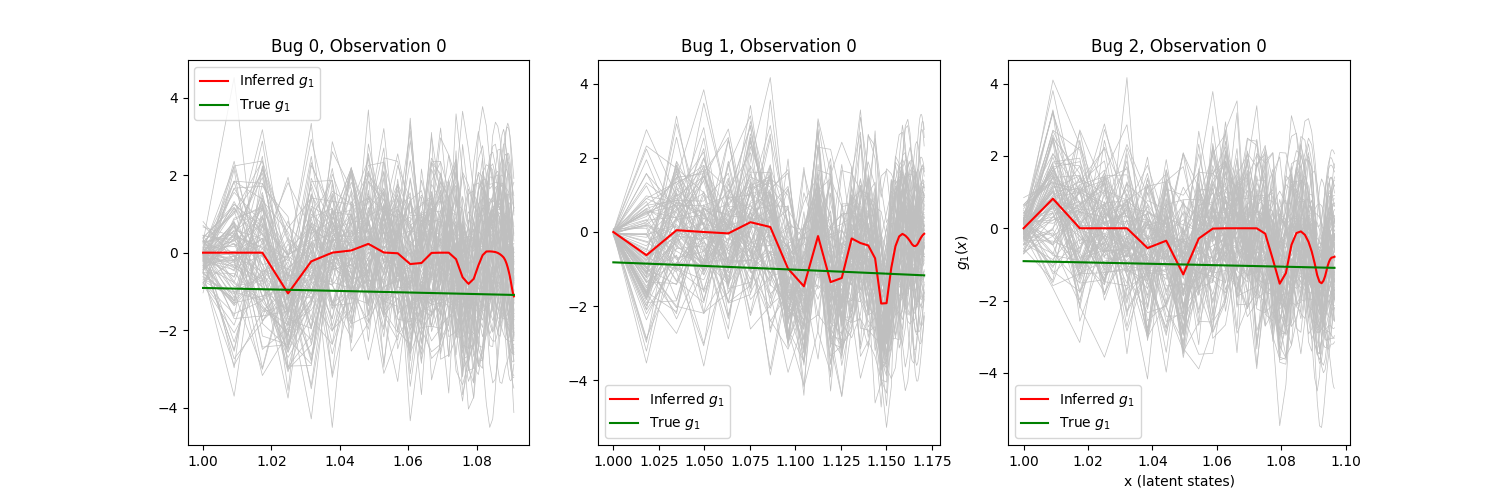 Bug 0, Observation 0
Inferred g₁
True g₁
4
2
0
−2
−4
1.00 1.02 1.04 1.06 1.08
Bug 1, Observation 0
4
2
0
−2
−4
Inferred g₁
True g₁
1.000 1.025 1.050 1.075 1.100 1.125 1.150 1.175
Bug 2, Observation 0
g₁(x)
4
2
0
−2
−4
Inferred g₁
True g₁
1.00 1.02 1.04 1.06 1.08 1.10
x (latent states)